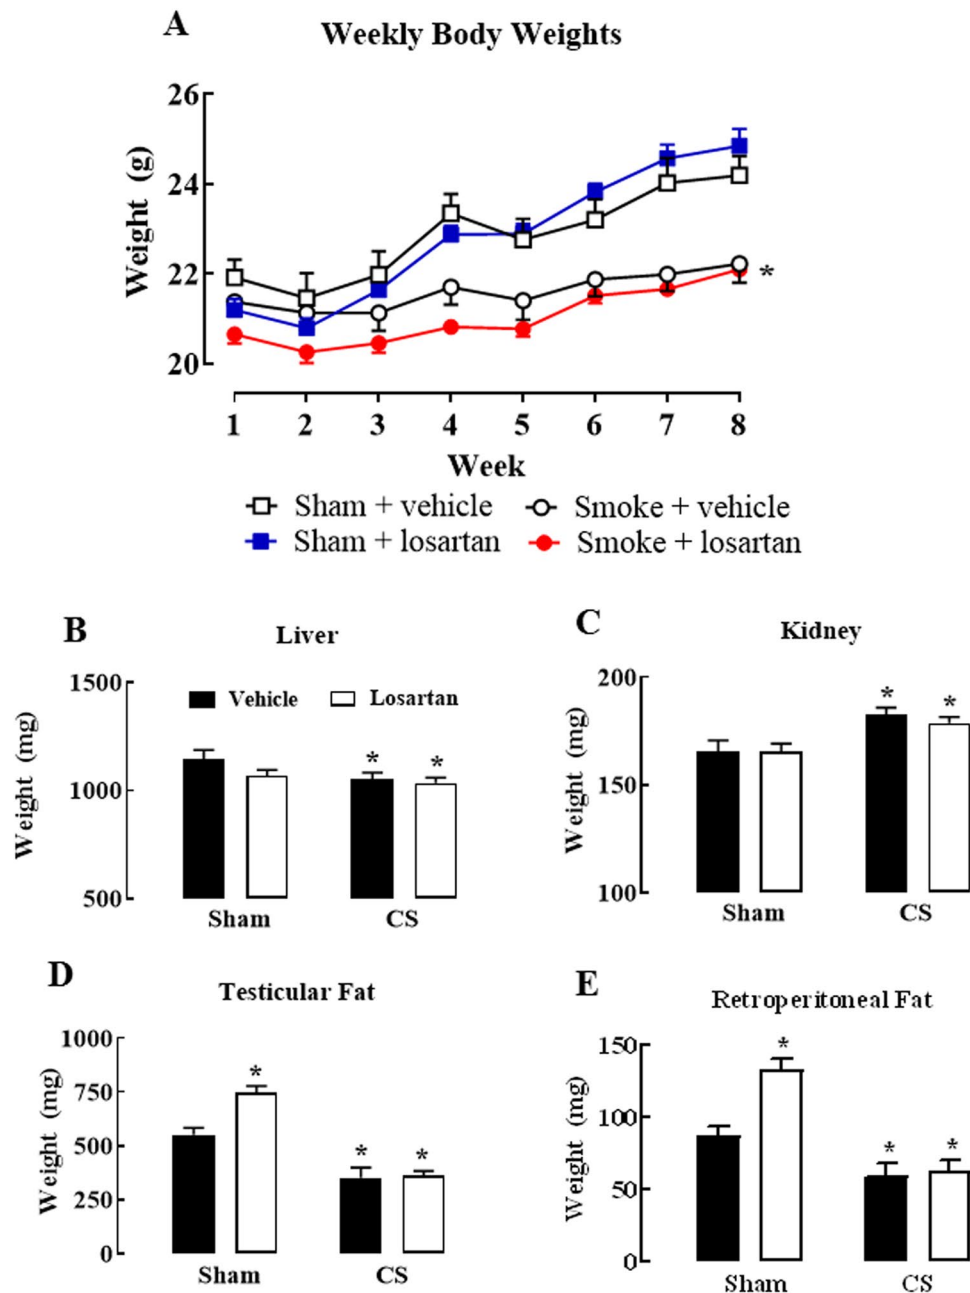 A
Weekly Body Weights
Weight (g)
26
24
22
20
*
1 2 3 4 5 6 7 8
Week
Sham + vehicle Smoke + vehicle
Sham + losartan Smoke + losartan
B
Liver
Weight (mg)
1500
1000
500
Vehicle Losartan
* *
Sham CS
C
Kidney
Weight (mg)
200
150
100
* *
Sham CS
D
Testicular Fat
Weight (mg)
1000
750
500
250
0
*
* *
Sham CS
E
Retroperitoneal Fat
Weight (mg)
150
100
50
0
*
* *
Sham CS